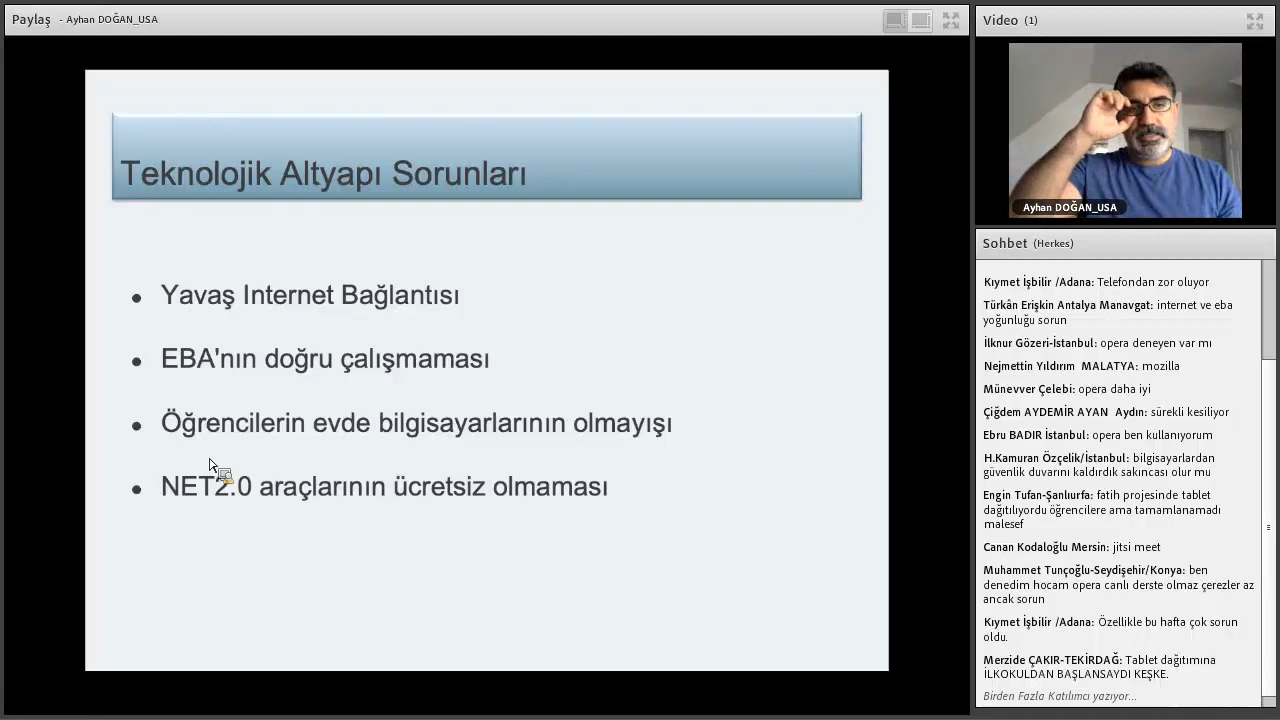 Paylaş - Ayhan DOĞAN_USA
Teknolojik Altyapı Sorunları
Yavaş Internet Bağlantısı
EBA'nın doğru çalışmaması
Öğrencilerin evde bilgisayarlarının olmayışı
NET2.0 araçlarının ücretsiz olmaması
Video (1)
Ayhan DOĞAN_USA
Sohbet (Herkes)
Kıymet İşbilir /Adana: Telefondan zor oluyor
Türkân Erişkin Antalya Manavgat: internet ve eba
yoğunluğu sorun
İlknur Gözeri-İstanbul: opera deneyen var mı
Nejmettin Yıldırım MALATYA: mozilla
Münevver Çelebi: opera daha iyi
Çiğdem AYDEMİR AYAN Aydın: sürekli kesiliyor
Ebru BADIR İstanbul: opera ben kullanıyorum
H.Kamuran Özçelik/İstanbul: bilgisayarlardan
güvenlik duvarını kaldırdık sakıncası olur mu
Engin Tufan-Şanlıurfa: fatih projesinde tablet
dağıtılıyordu öğrencilere ama tamamlanamadı
malesef
Canan Kodaloğlu Mersin: jitsi meet
Muhammet Tunçoğlu-Seydişehir/Konya: ben
denedim hocam opera canlı derste olmaz çerezler az
ancak sorun
Kıymet İşbilir /Adana: Özellikle bu hafta çok sorun
oldu.
Merzide ÇAKIR-TEKİRDAĞ: Tablet dağıtımına
İLKOKULDAN BAŞLANSAYDI KEŞKE.
Birden Fazla Katılımcı yazıyor...